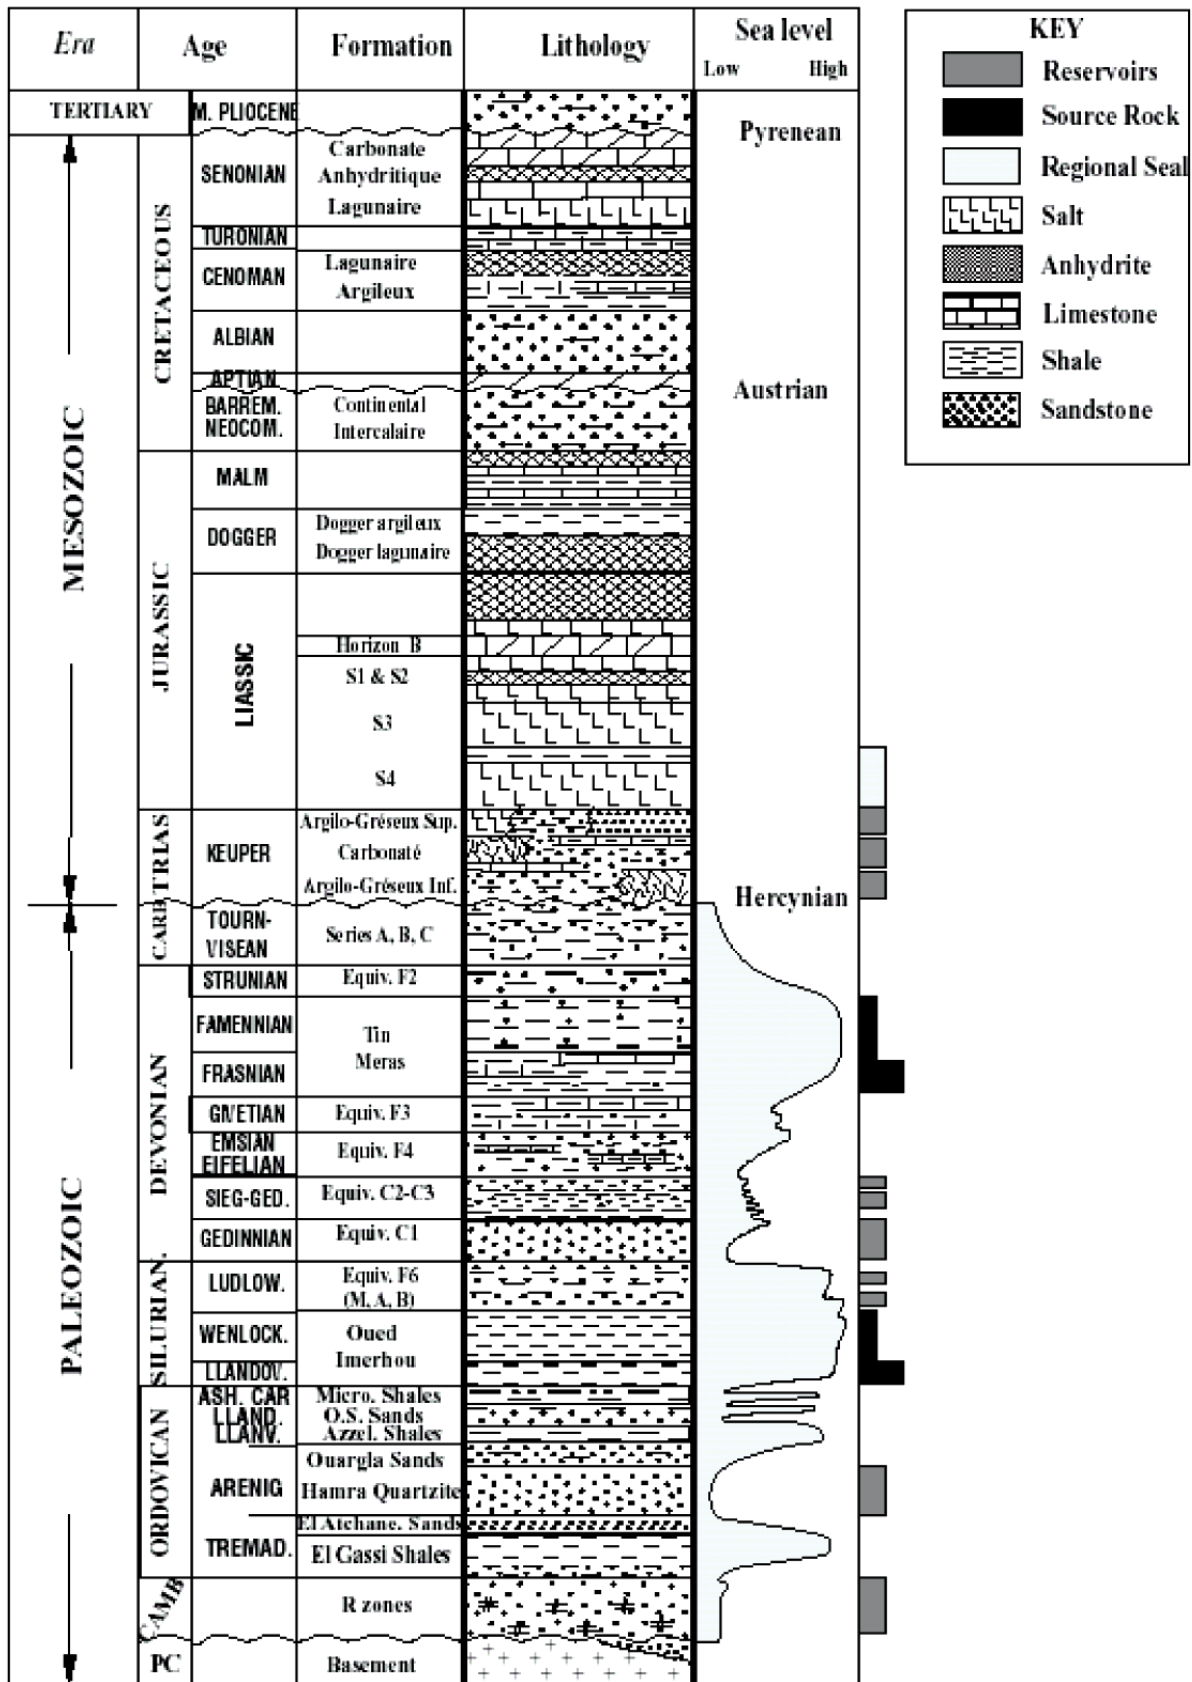 Era
Age
Formation
Lithology
Sea level
Low
High
TERTIARY
M. PLIOCENE
Pyrenean
MESOZOIC
CRETACEOUS
SENONIAN
Carbonate
Anhydritique
Lagunaire
TURONIAN
CENOMAN
Lagunaire
Argileux
ALBIAN
APTIAN
Austrian
BARREM.
NEOCOM.
Continental
Intercalaire
JURASSIC
MALM
DOGGER
Dogger argileux
Dogger lagunaire
LIASSIC
Horizon B
S1 & S2
S3
S4
TRIAS
KEUPER
Argilo-Gréseux Sup.
Carbonaté
Argilo-Gréseux Inf.
Hercynian
PALEOZOIC
CARB
TOURN-
VISEAN
Series A, B, C
DEVONIAN
STRUNIAN
Equiv. F2
FAMENNIAN
Tin
Meras
FRASNIAN
GIVETIAN
Equiv. F3
EMSIAN
EIFELIAN
Equiv. F4
SIEG-GED.
Equiv. C2-C3
GEDINNIAN
Equiv. C1
SILURIAN.
LUDLOW.
Equiv. F6
(M, A, B)
WENLOCK.
Oued
Imerhou
LLANDOV.
ORDOVICAN
ASH. CAR
Micro. Shales
LLAND.
O.S. Sands
LLANV.
Azzel. Shales
ARENIG
Ouargla Sands
Hamra Quartzite
El Atchane. Sands
TREMAD.
El Gassi Shales
CAMB
R zones
PC
Basement
KEY
Reservoirs
Source Rock
Regional Seal
Salt
Anhydrite
Limestone
Shale
Sandstone